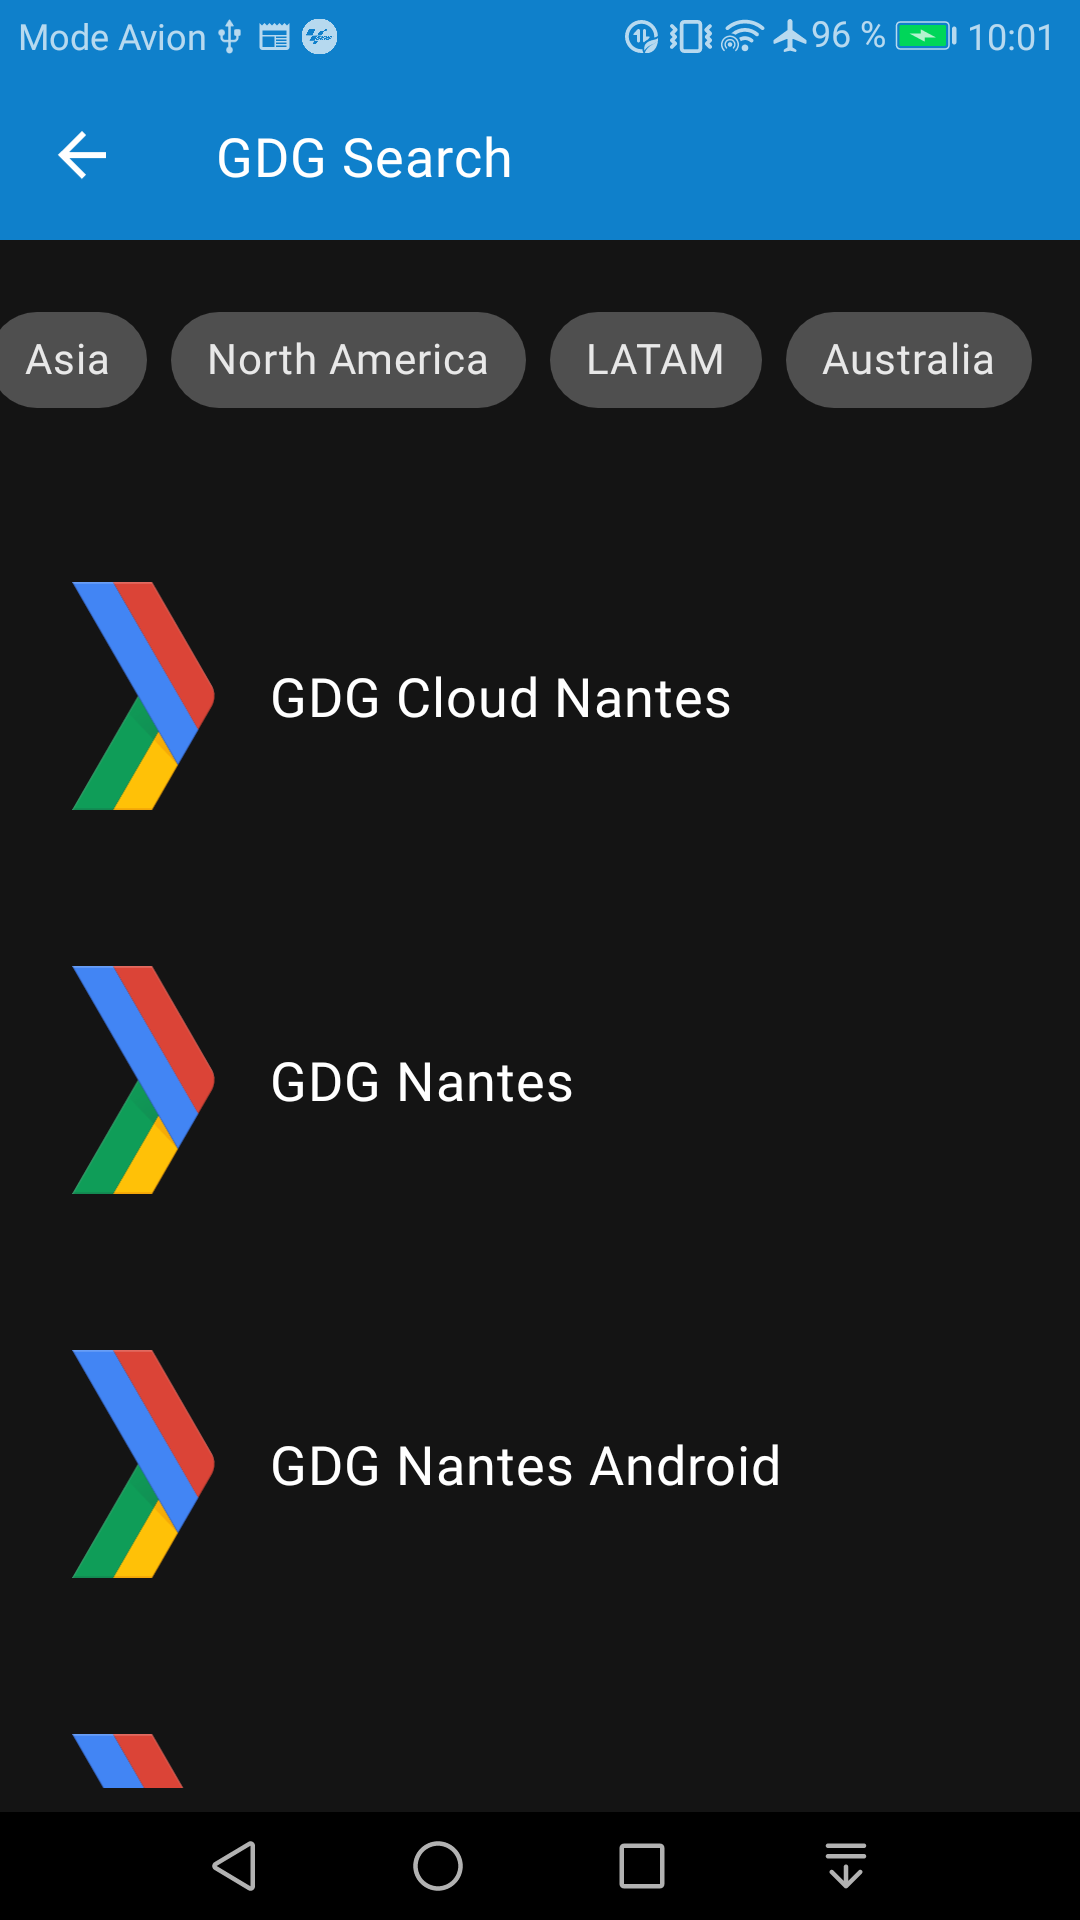 Mode Avion 96 % 10:01
GDG Search
Asia North America LATAM Australia
GDG Cloud Nantes
GDG Nantes
GDG Nantes Android